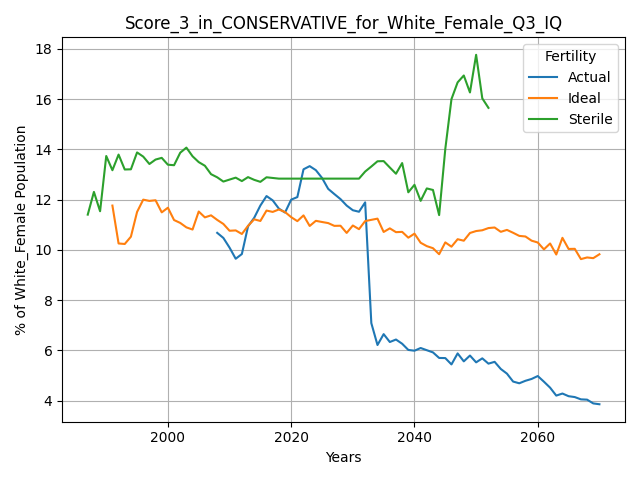 Score_3_in_CONSERVATIVE_for_White_Female_Q3_IQ
% of White_Female Population
18
16
14
12
10
8
6
4
2000
2020
2040
2060
Years
Fertility
Actual
Ideal
Sterile